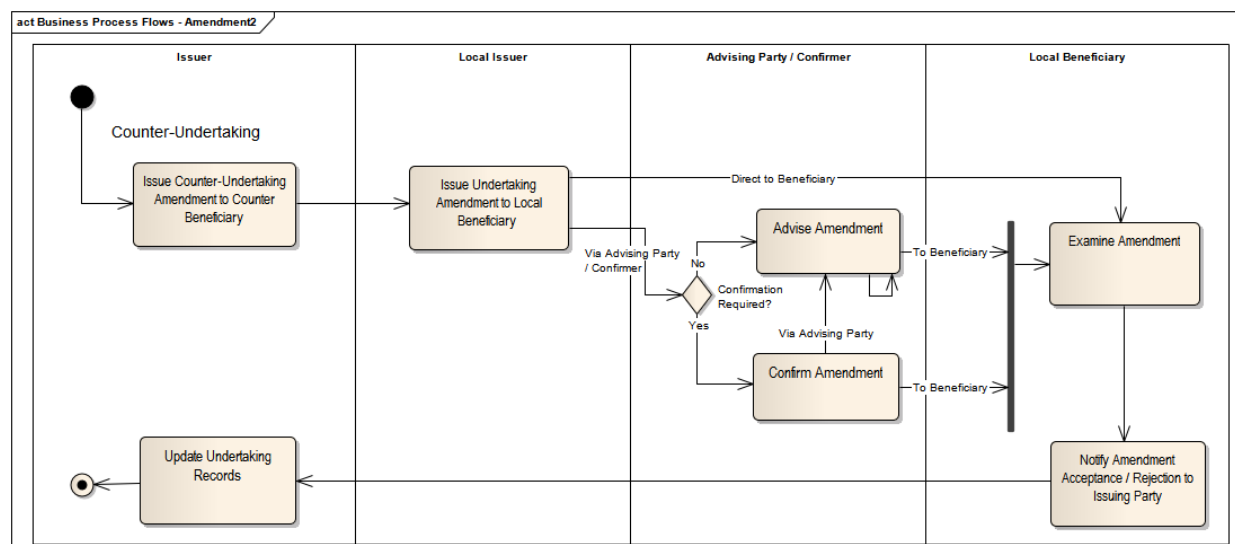 act Business Process Flows - Amendment2
Issuer
Local Issuer
Advising Party / Confirmer
Local Beneficiary
Counter-Undertaking
Issue Counter-Undertaking
Amendment to Counter
Beneficiary
Issue Undertaking
Amendment to Local
Beneficiary
Direct to Beneficiary
Via Advising Party
/ Confirmer
No
Confirmation
Required?
Yes
Advise Amendment
To Beneficiary
Examine Amendment
Via Advising Party
Confirm Amendment
To Beneficiary
Update Undertaking
Records
Notify Amendment
Acceptance / Rejection to
Issuing Party